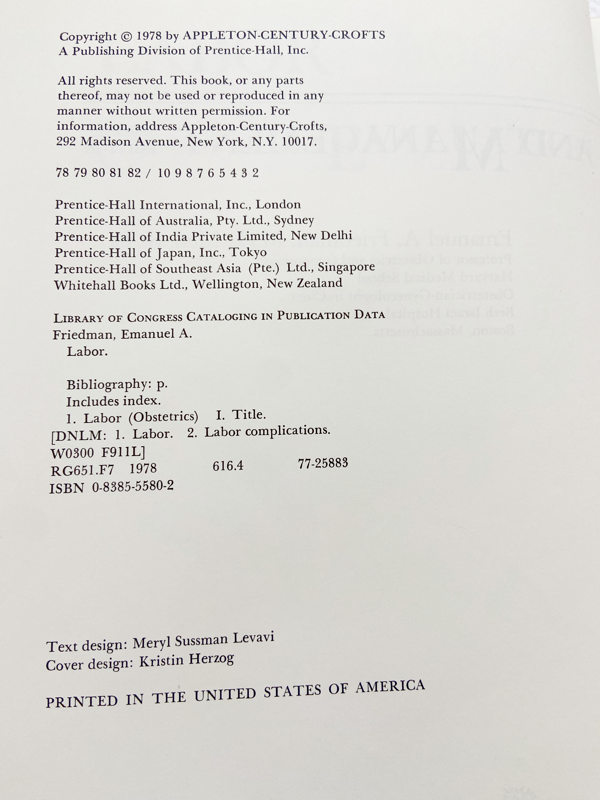 Copyright © 1978 by APPLETON-CENTURY-CROFTS
A Publishing Division of Prentice-Hall, Inc.
All rights reserved. This book, or any parts
thereof, may not be used or reproduced in any
manner without written permission. For
information, address Appleton-Century-Crofts,
292 Madison Avenue, New York, N.Y. 10017.
78 79 80 81 82 / 10 9 8 7 6 5 4 3 2
Prentice-Hall International, Inc., London
Prentice-Hall of Australia, Pty. Ltd., Sydney
Prentice-Hall of India Private Limited, New Delhi
Prentice-Hall of Japan, Inc., Tokyo
Prentice-Hall of Southeast Asia (Pte.) Ltd., Singapore
Whitehall Books Ltd., Wellington, New Zealand
LIBRARY OF CONGRESS CATALOGING IN PUBLICATION DATA
Friedman, Emanuel A.
Labor.
Bibliography: p.
Includes index.
1. Labor (Obstetrics) I. Title.
[DNLM: 1. Labor. 2. Labor complications.
W0300 F911L]
RG651.F7 1978 616.4 77-25883
ISBN 0-8385-5580-2
Text design: Meryl Sussman Levavi
Cover design: Kristin Herzog
PRINTED IN THE UNITED STATES OF AMERICA